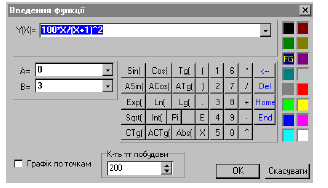 Введення функції
Y(X)= 100*X/(X+1)^2
A= 0
B= 3
Sin( Cos( Tg( ( 1 6 * <--
ASin( ACos( ATg( ) 2 7 / Del
Exp( Ln( Lg( . 3 8 + Home
Sqrt( Int( Pi E 4 9 - End
CTg( ACTg( Abs( X 5 0 ^
FG
Графік по точкам
К-ть тт побудови
200
OK
Скасувати